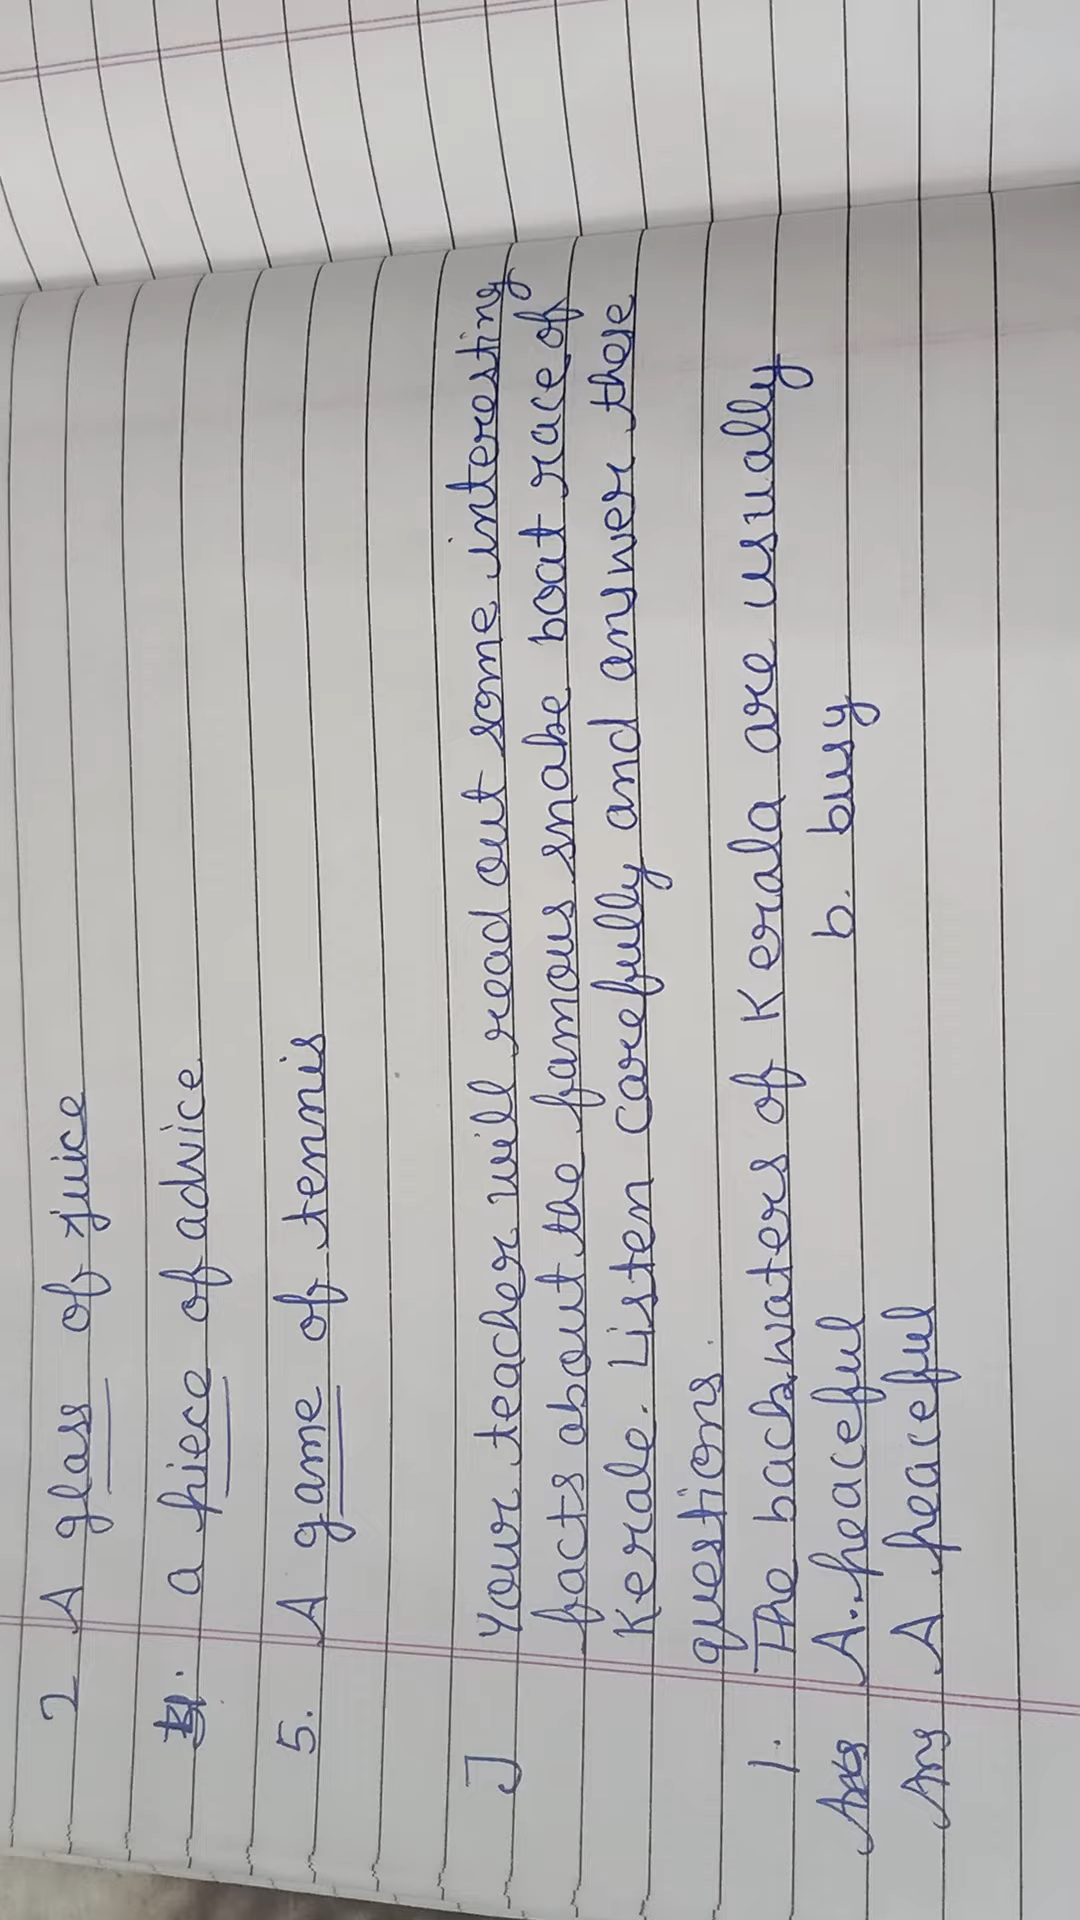 2 A glass of juice
a piece of advice
5. A game of tennis
J Your teacher will read out some interesting
facts about the famous snake boat race of
Kerale. Listen carefully and answer these
questions.
1. The backwaters of Kerala are usually
Ans A. peaceful b. busy
Ans A peaceful